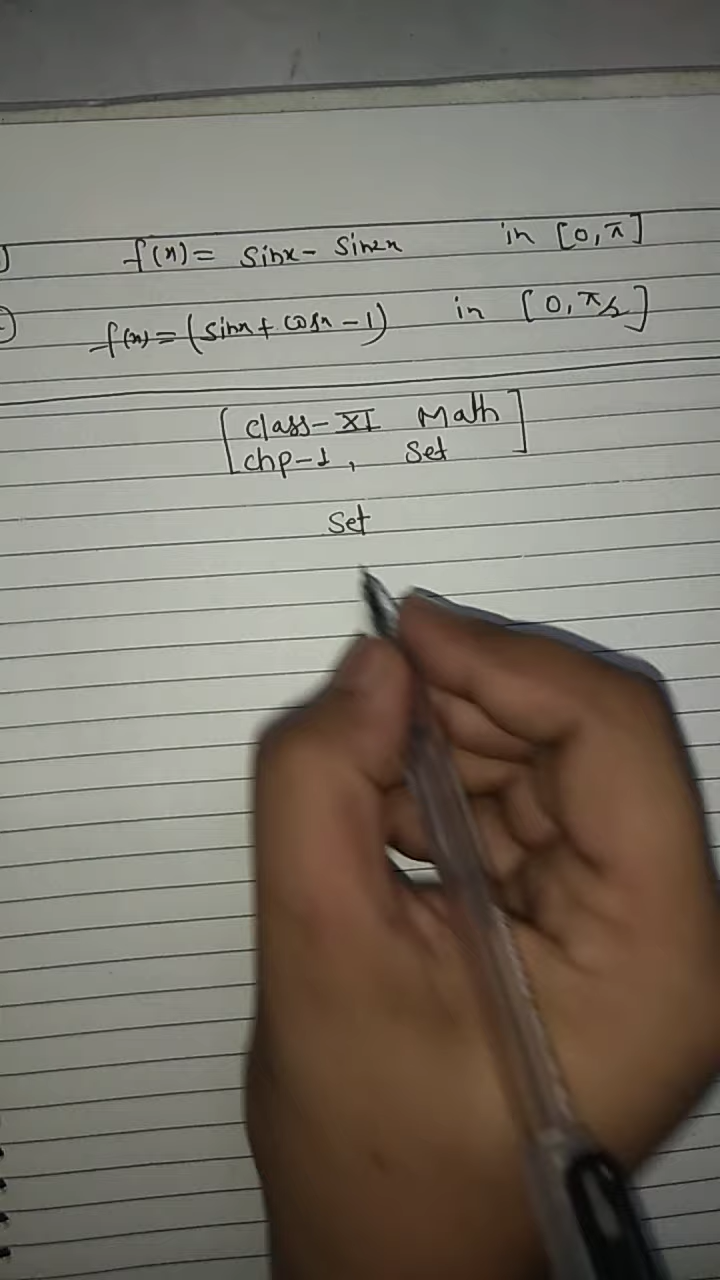 f(x) = sinx - sin2x in [0, π]
f(x) = (sinx + cosx - 1) in [0, π/2]
[class-XI Math
chp-1, Set]
Set